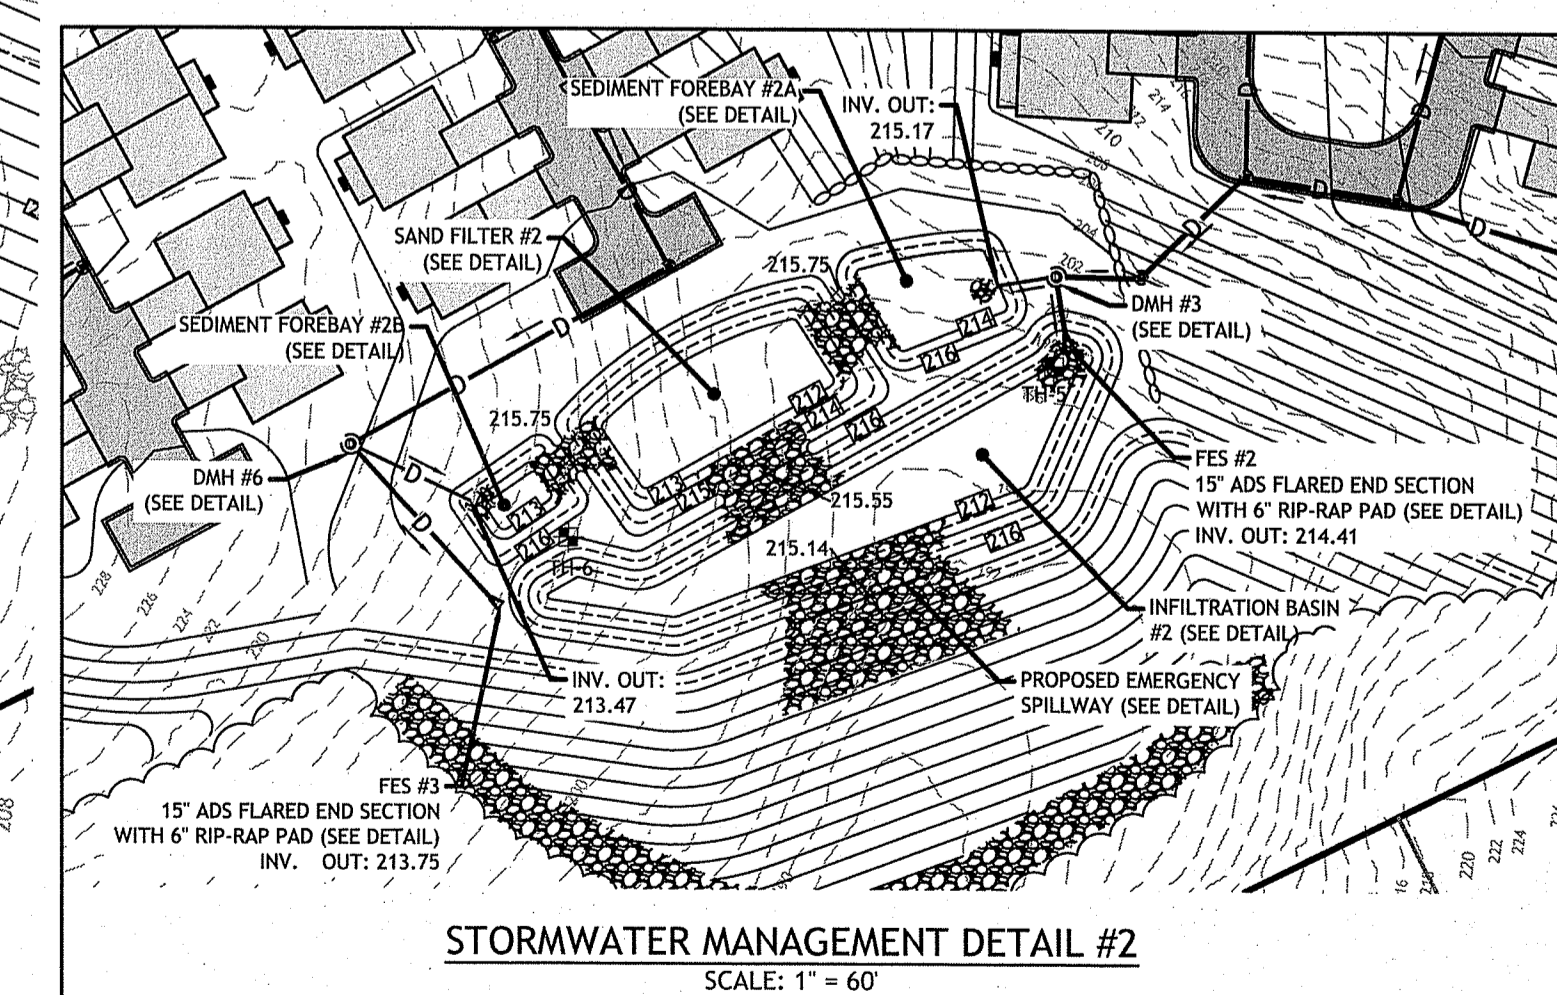 SEDIMENT FOREBAY #2A
(SEE DETAIL)
INV. OUT:
215.17
214
212
210
210
204
202
SAND FILTER #2
(SEE DETAIL)
215.75
DMH #3
(SEE DETAIL)
214
216
SEDIMENT FOREBAY #2B
(SEE DETAIL)
D
D
D
D
D
D
D
D
D
212
214
216
TH-5
215.75
DMH #6
(SEE DETAIL)
213
215
215.55
213
216
TH-6
215.14
212
216
FES #2
15" ADS FLARED END SECTION
WITH 6" RIP-RAP PAD (SEE DETAIL)
INV. OUT: 214.41
228
226
224
222
INFILTRATION BASIN
#2 (SEE DETAIL)
INV. OUT:
213.47
PROPOSED EMERGENCY
SPILLWAY (SEE DETAIL)
FES #3
15" ADS FLARED END SECTION
WITH 6" RIP-RAP PAD (SEE DETAIL)
INV. OUT: 213.75
208
200
220
222
224
16
STORMWATER MANAGEMENT DETAIL #2
SCALE: 1" = 60'